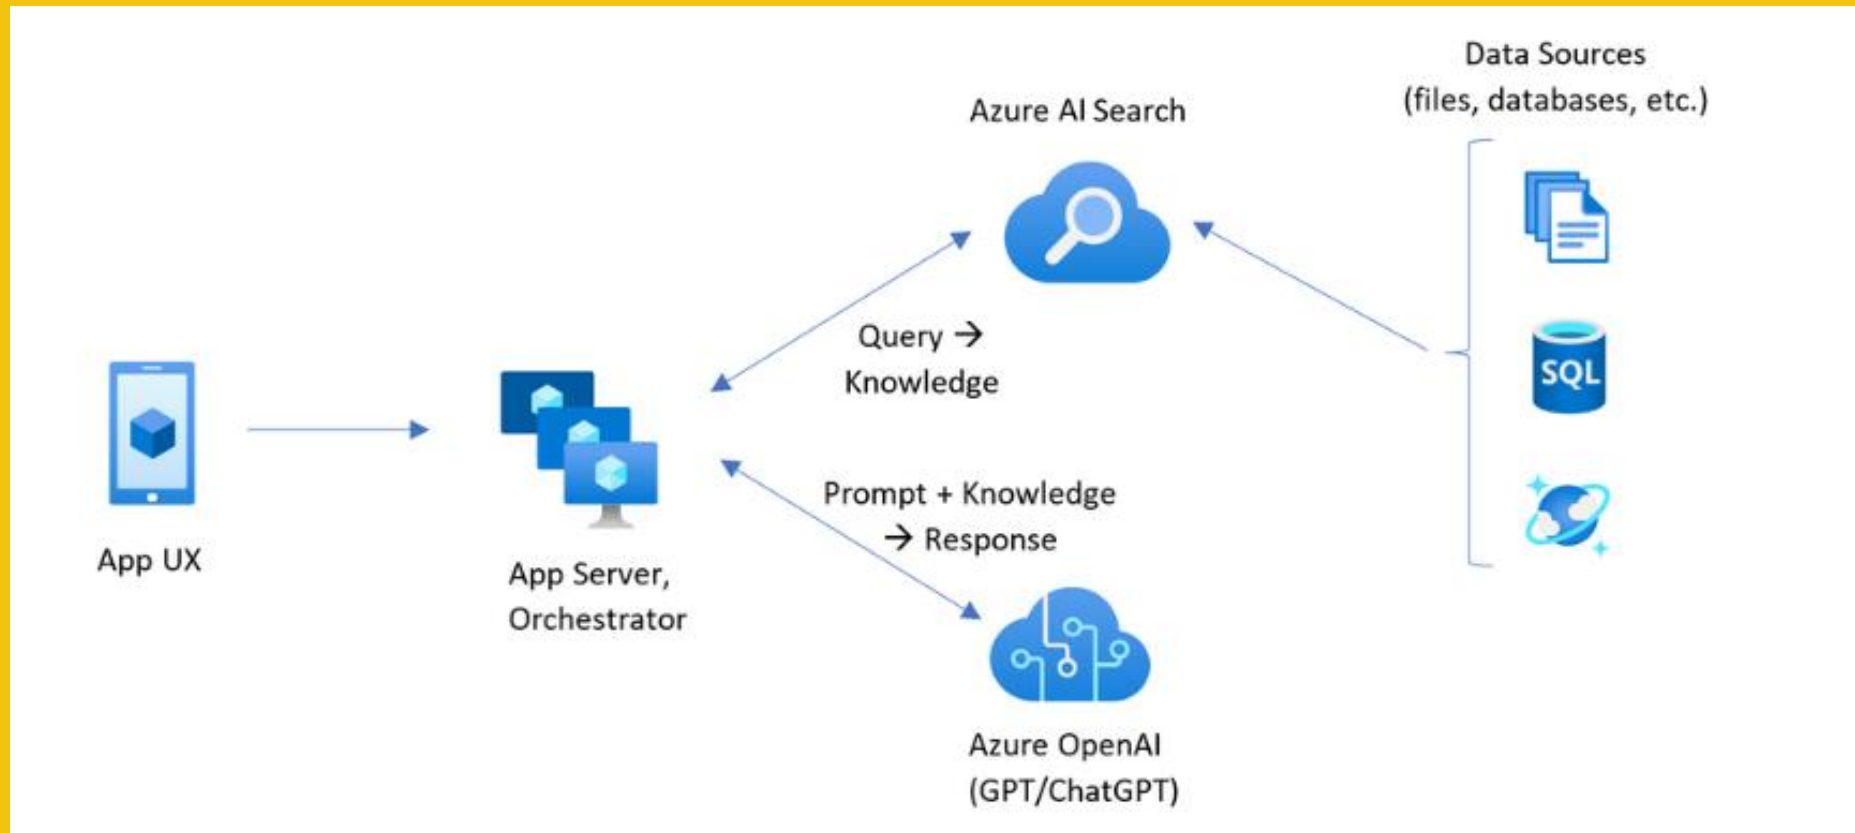 Data Sources
(files, databases, etc.)
Azure AI Search
Query →
Knowledge
SQL
Prompt + Knowledge
→ Response
App UX
App Server,
Orchestrator
Azure OpenAI
(GPT/ChatGPT)